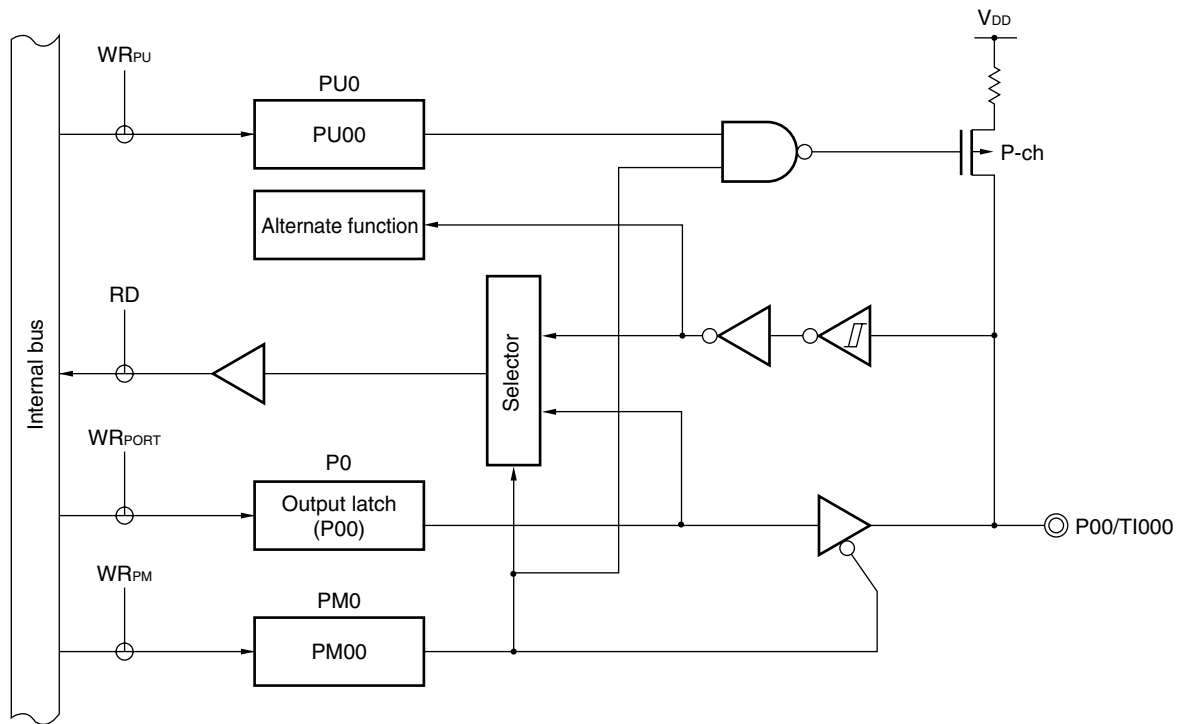 VDD
WRPU
PU0
PU00
P-ch
Alternate function
RD
Selector
Internal bus
WRPORT
P0
Output latch
(P00)
P00/TI000
WRPM
PM0
PM00